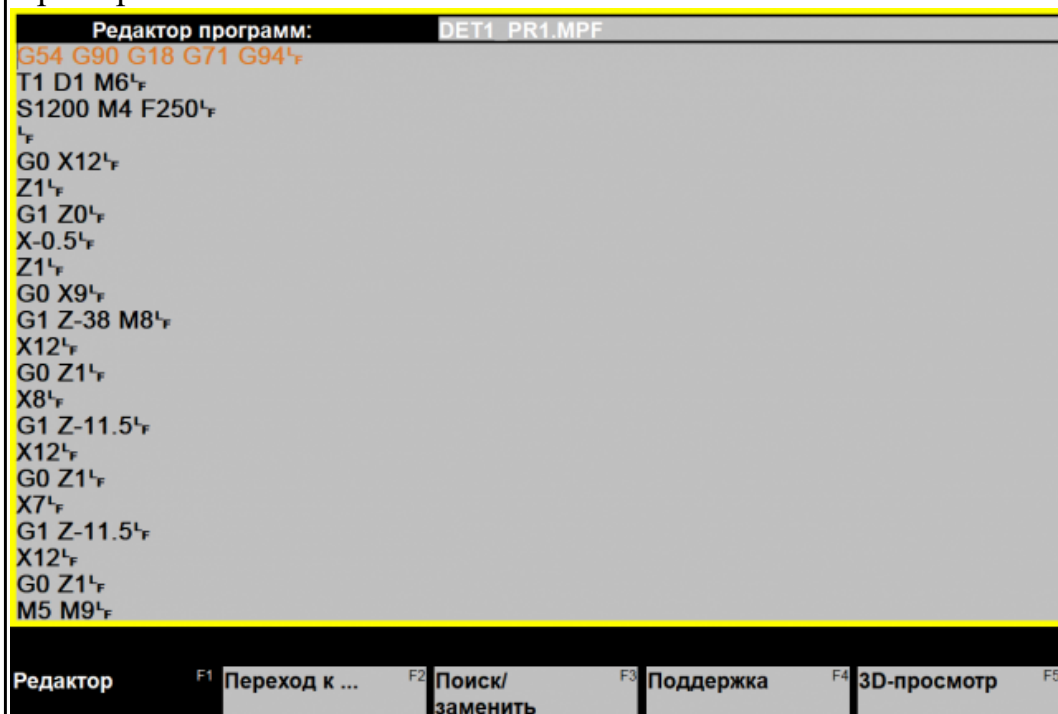 Редактор программ: DET1_PR1.MPF
G54 G90 G18 G71 G94␊
T1 D1 M6␊
S1200 M4 F250␊
␊
G0 X12␊
Z1␊
G1 Z0␊
X-0.5␊
Z1␊
G0 X9␊
G1 Z-38 M8␊
X12␊
G0 Z1␊
X8␊
G1 Z-11.5␊
X12␊
G0 Z1␊
X7␊
G1 Z-11.5␊
X12␊
G0 Z1␊
M5 M9␊
Редактор F1 Переход к ... F2 Поиск/ F3 Поддержка F4 3D-просмотр F5
заменить